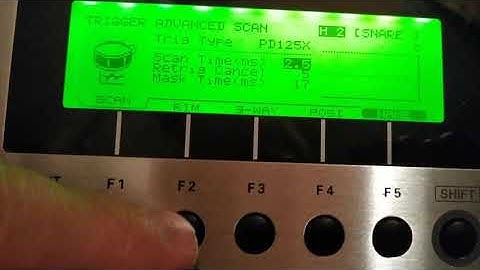 TRIGGER ADVANCED SCAN H 2 [SNARE ]
Trig Type PD125X
Scan Time(ms) 2.6
Retrig Cancel 5
Mask Time(ms) 17
SCAN RIM 3-WAY POSI
F1 F2 F3 F4 F5 SHIFT